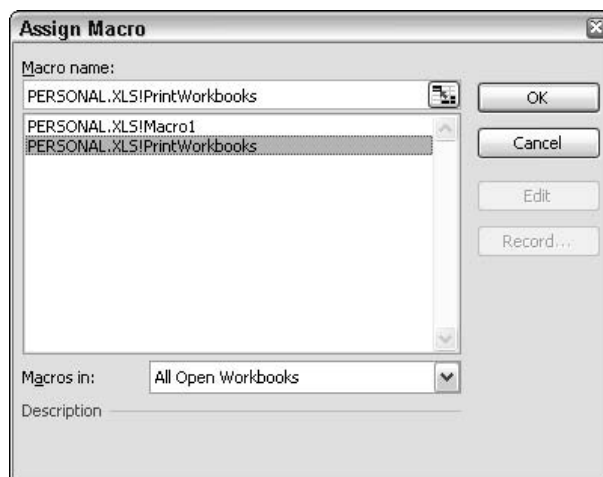 Assign Macro
Macro name:
PERSONAL.XLS!PrintWorkbooks
OK
PERSONAL.XLS!Macro1
PERSONAL.XLS!PrintWorkbooks
Cancel
Edit
Record...
Macros in:
All Open Workbooks
Description